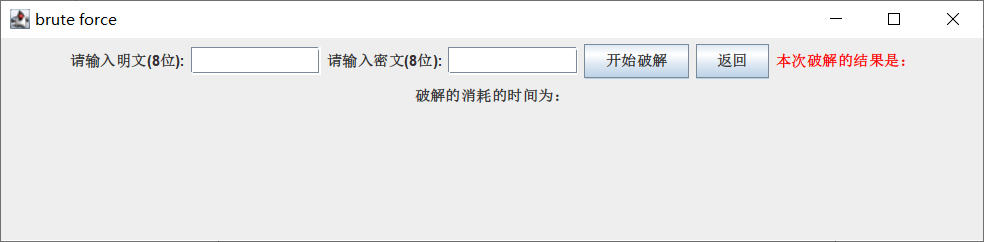 brute force
请输入明文(8位): 请输入密文(8位): 开始破解 返回 本次破解的结果是:
破解的消耗的时间为: